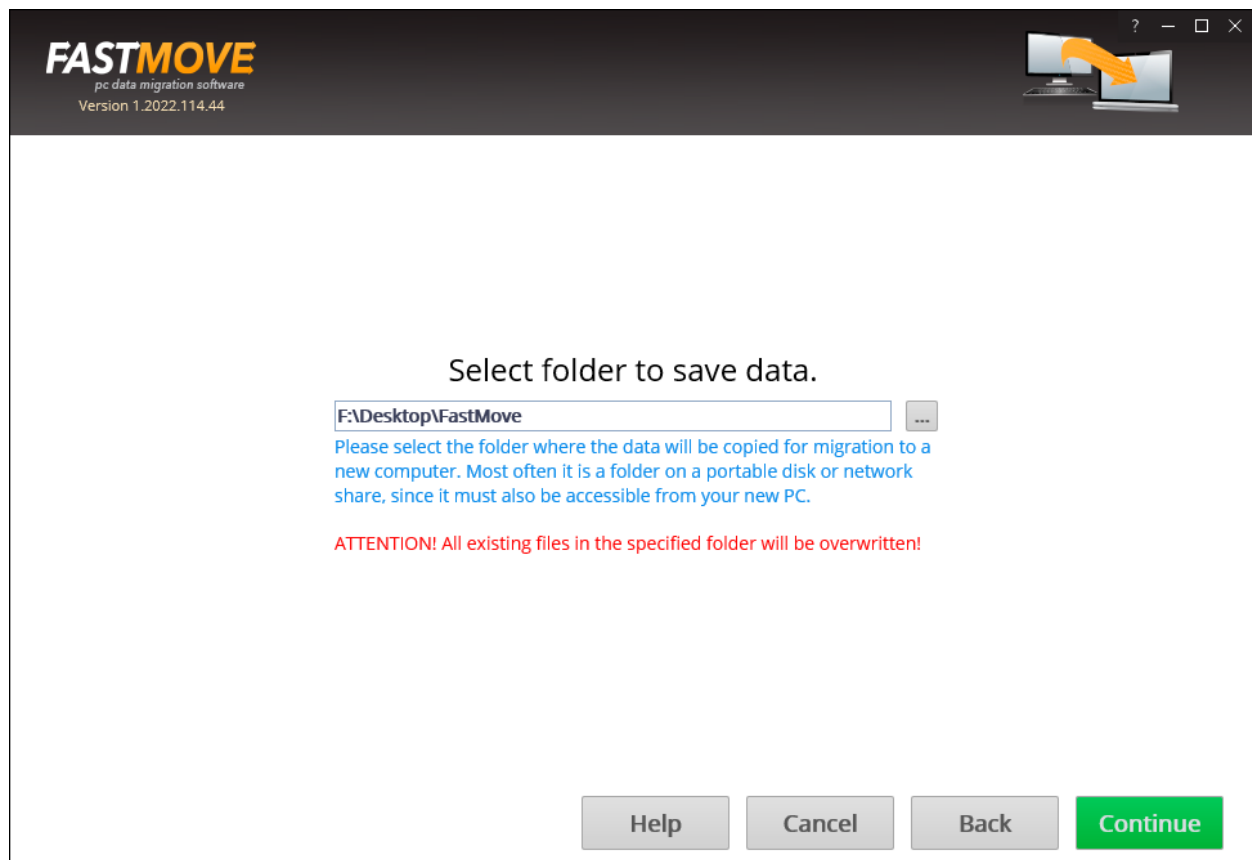 FASTMOVE
pc data migration software
Version 1.2022.114.44
?
Select folder to save data.
F:\Desktop\FastMove
...
Please select the folder where the data will be copied for migration to a
new computer. Most often it is a folder on a portable disk or network
share, since it must also be accessible from your new PC.
ATTENTION! All existing files in the specified folder will be overwritten!
Help Cancel Back Continue